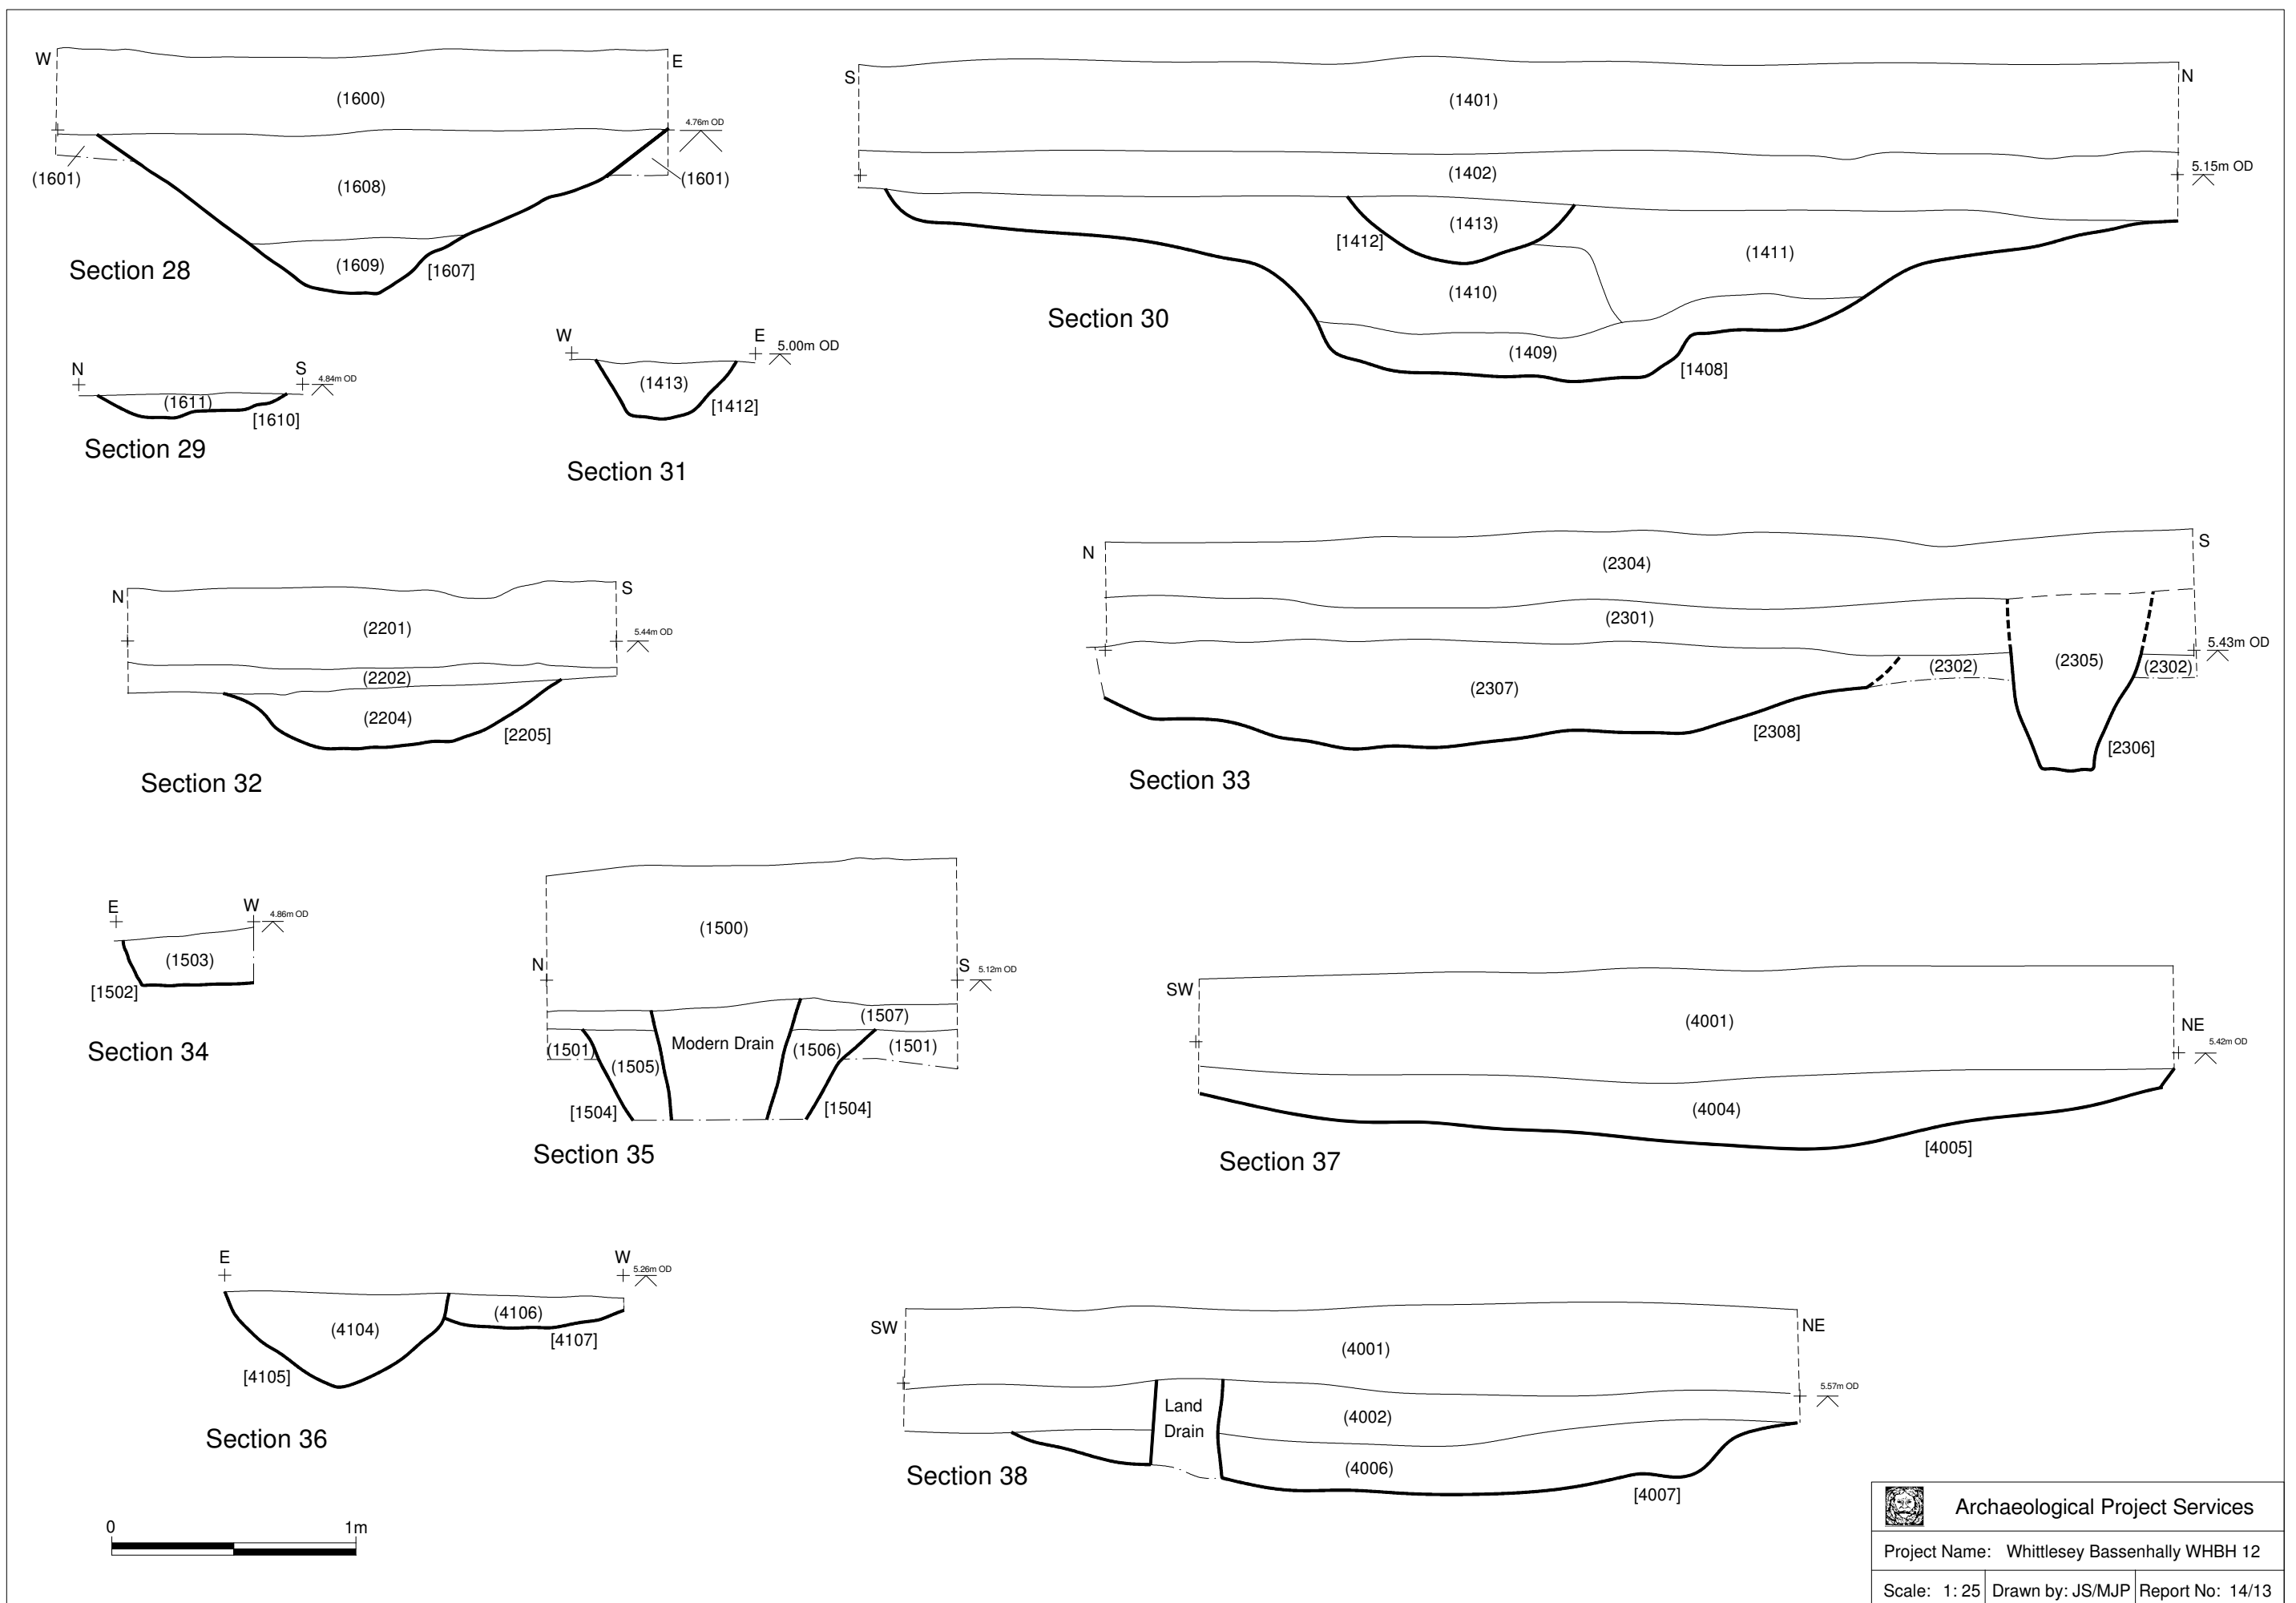 W
E
(1600)
4.76m OD
(1601)
(1608)
(1601)
(1609)
[1607]
Section 28
S
N
(1401)
(1402)
5.15m OD
(1413)
[1412]
(1411)
(1410)
(1409)
[1408]
Section 30
N
S
4.84m OD
(1611)
[1610]
Section 29
W
E
5.00m OD
(1413)
[1412]
Section 31
N
S
(2201)
5.44m OD
(2202)
(2204)
[2205]
Section 32
N
S
(2304)
(2301)
5.43m OD
(2302)
(2305)
(2302)
(2307)
[2308]
[2306]
Section 33
E
W
4.86m OD
(1503)
[1502]
Section 34
(1500)
N
S
5.12m OD
(1507)
Modern Drain
(1501)
(1505)
(1506)
(1501)
[1504]
[1504]
Section 35
SW
NE
(4001)
5.42m OD
(4004)
[4005]
Section 37
E
W
5.26m OD
(4106)
(4104)
[4107]
[4105]
Section 36
SW
NE
(4001)
5.57m OD
Land
Drain
(4002)
(4006)
[4007]
Section 38
0
1m
Archaeological Project Services
Project Name: Whittlesey Bassenhally WHBH 12
Scale: 1: 25
Drawn by: JS/MJP
Report No: 14/13